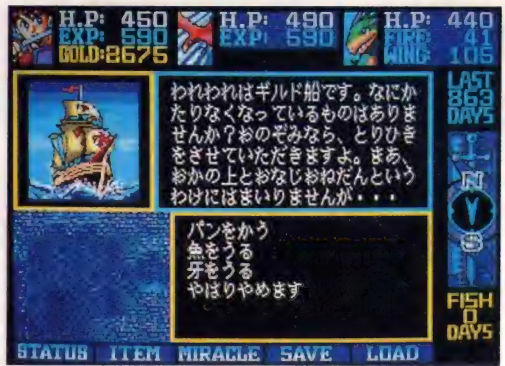 H.P: 450
EXP: 590
GOLD:8675
H.P: 490
EXP: 590
H.P: 440
FIRE: 41
WING: 105
われわれはギルド船です。なにか
たりなくなっているものはありま
せんか?おのぞみなら、とりひき
をさせていただきますよ。まあ、
おかの上とおなじおねだんという
わけにはまいりませんが・・・
LAST
863
DAYS
N
S
パンをかう
魚をうる
牙をうる
やはりやめます
FISH
0
DAYS
STATUS ITEM MIRACLE SAVE LOAD